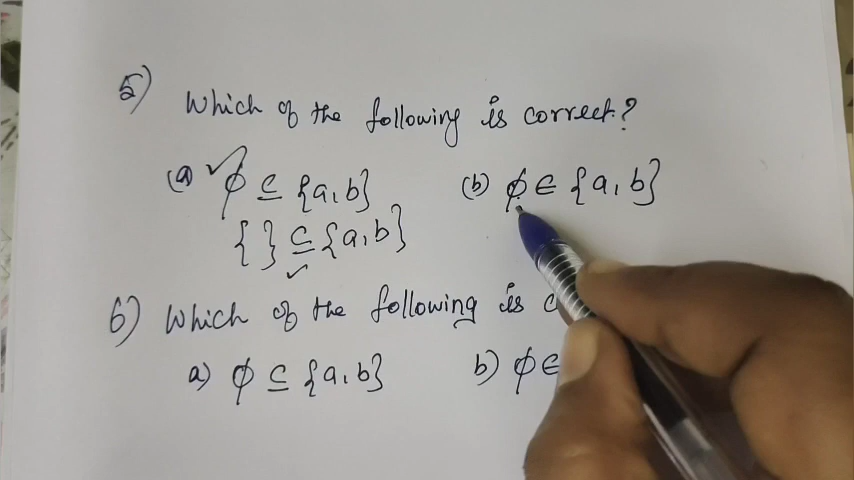 5) Which of the following is correct?
(a) ✓ ϕ ⊆ {a, b} (b) ϕ ∈ {a, b}
{ } ⊆ {a, b}
✓
6) Which of the following is
a) ϕ ⊆ {a, b} b) ϕ ∈